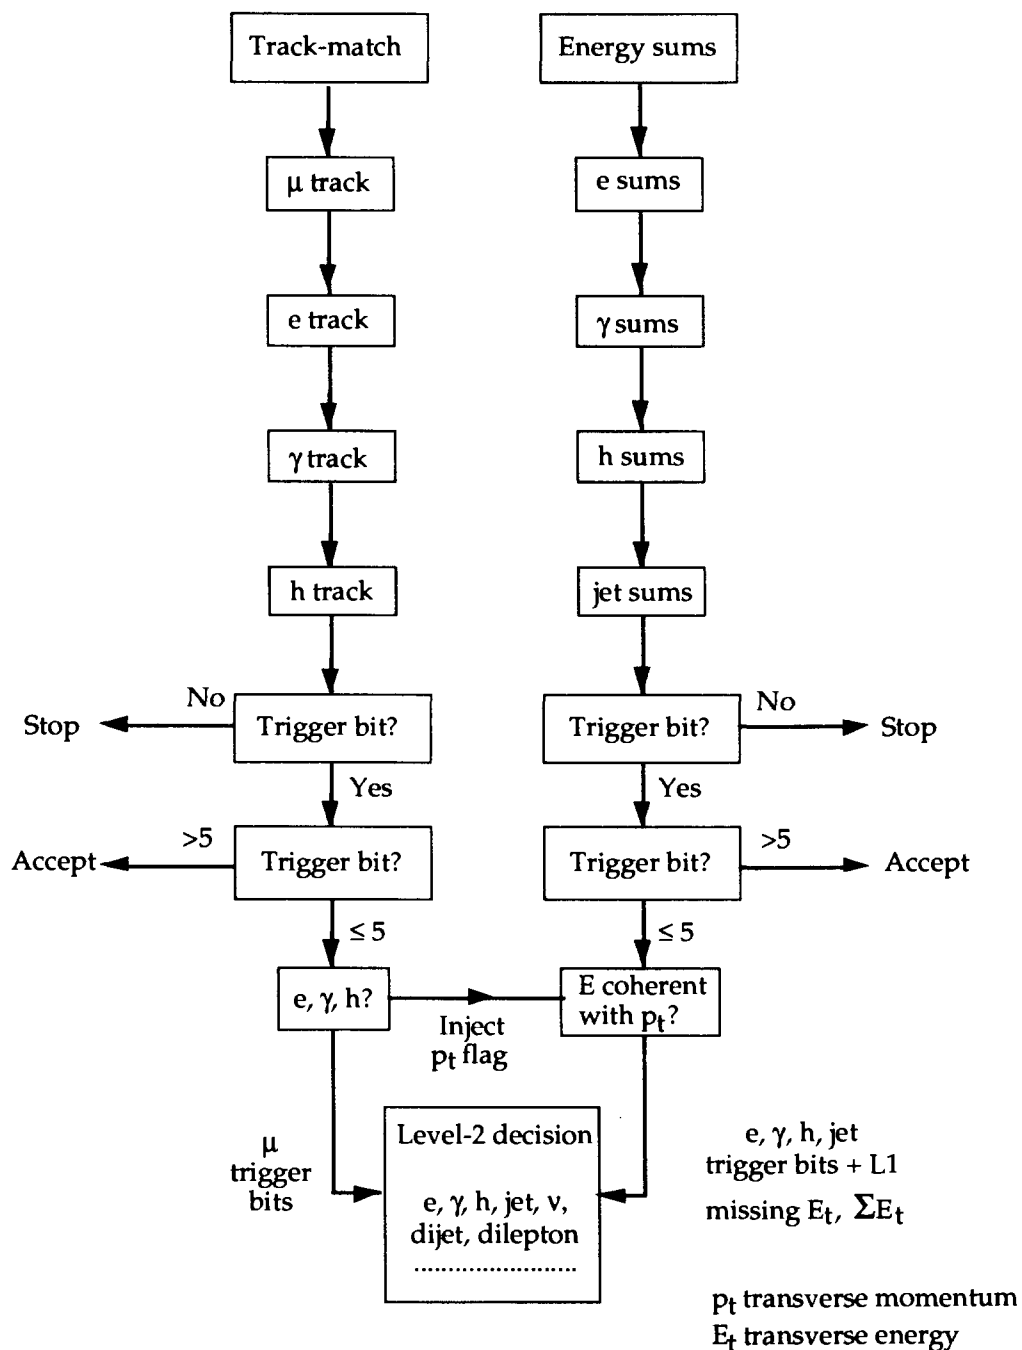 Track-match
Energy sums
μ track
e sums
e track
γ sums
γ track
h sums
h track
jet sums
No
No
Stop
Trigger bit?
Trigger bit?
Stop
Yes
Yes
>5
>5
Accept
Trigger bit?
Trigger bit?
Accept
≤ 5
≤ 5
e, γ, h?
E coherent
with pt?
Inject
pt flag
μ
trigger
bits
Level-2 decision
e, γ, h, jet, ν,
dijet, dilepton
........................
e, γ, h, jet
trigger bits + L1
missing Et, ΣEt
pt transverse momentum
Et transverse energy